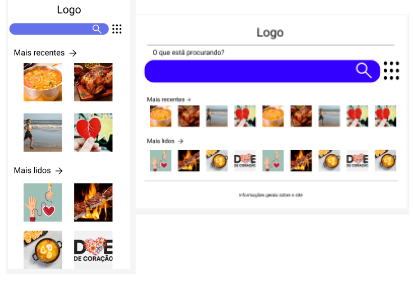 Logo
Mais recentes
Mais lidos
DOE
DE CORAÇÃO
Logo
O que está procurando?
Mais recentes
Mais lidos
DOE
DE CORAÇÃO
DOE
DE CORAÇÃO
Informações gerais sobre o site